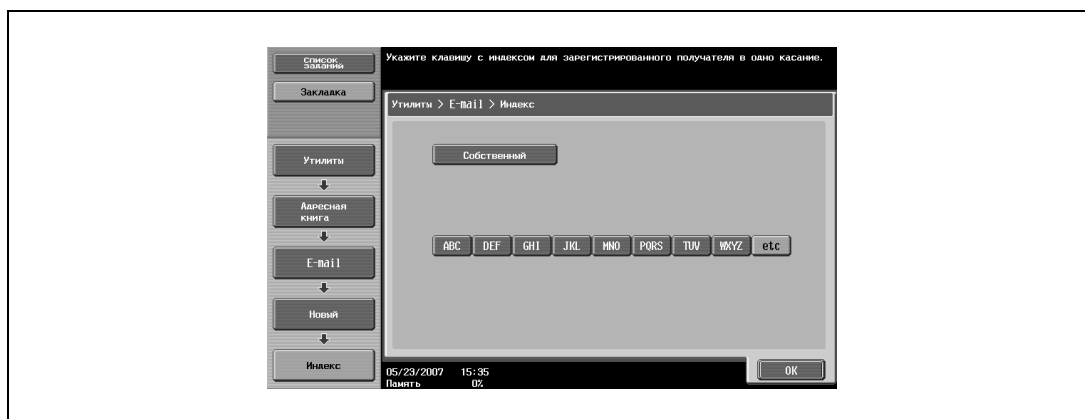 Список
заданий
Закладка
Утилиты
Адресная
книга
E-mail
Новый
Индекс
Укажите клавишу с индексом для зарегистрированного получателя в одно касание.
Утилиты > E-mail > Индекс
Собственный
ABC DEF GHI JKL MNO PQRS TUV WXYZ etc
05/23/2007 15:35
Память 0%
OK